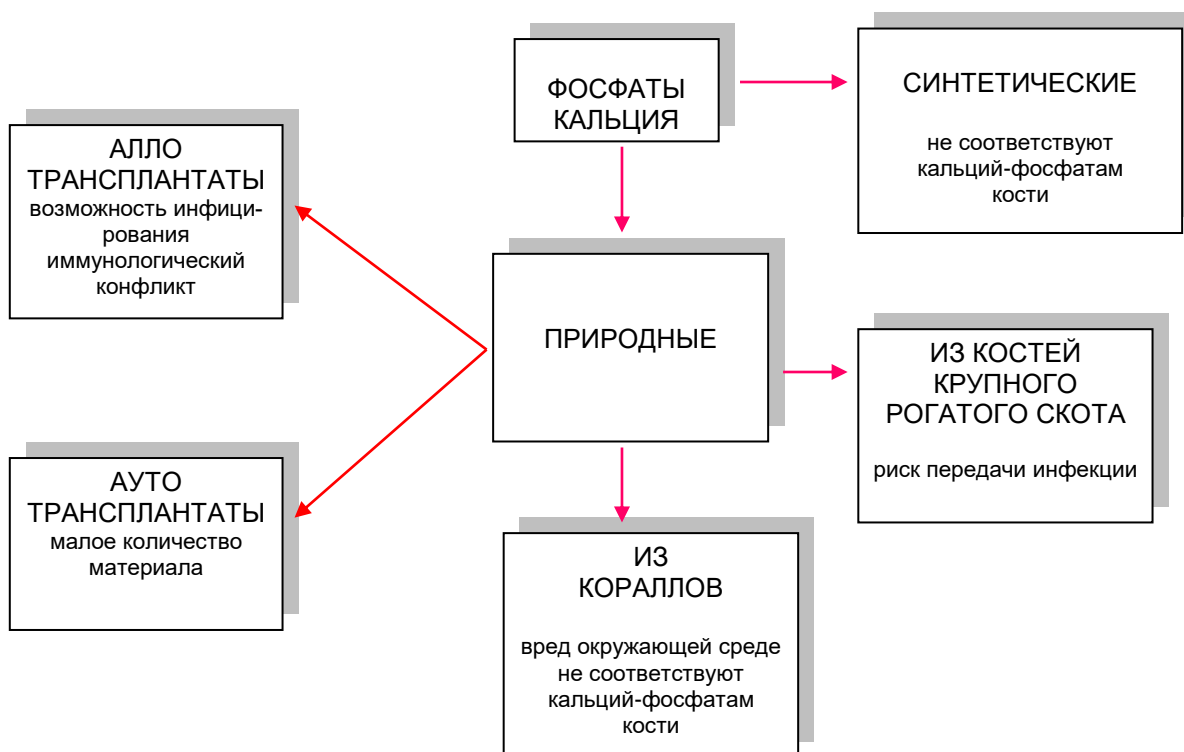 ФОСФАТЫ
КАЛЬЦИЯ
СИНТЕТИЧЕСКИЕ
не соответствуют
кальций-фосфатам
кости
АЛЛО
ТРАНСПЛАНТАТЫ
возможность инфици-
рования
иммунологический
конфликт
ПРИРОДНЫЕ
ИЗ КОСТЕЙ
КРУПНОГО
РОГАТОГО СКОТА
риск передачи инфекции
АУТО
ТРАНСПЛАНТАТЫ
малое количество
материала
ИЗ
КОРАЛЛОВ
вред окружающей среде
не соответствуют
кальций-фосфатам
кости